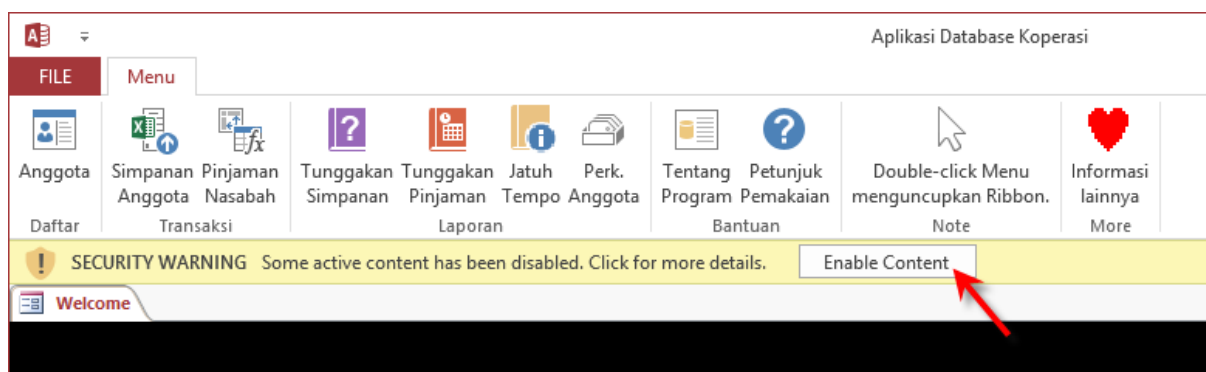 Aplikasi Database Koperasi
FILE Menu
Anggota Simpanan Pinjaman Tunggakan Tunggakan Jatuh Perk. Tentang Petunjuk Double-click Menu Informasi
Anggota Nasabah Simpanan Pinjaman Tempo Anggota Program Pemakaian menguncupkan Ribbon. lainnya
Daftar Transaksi Laporan Bantuan Note More
SECURITY WARNING Some active content has been disabled. Click for more details. Enable Content
Welcome